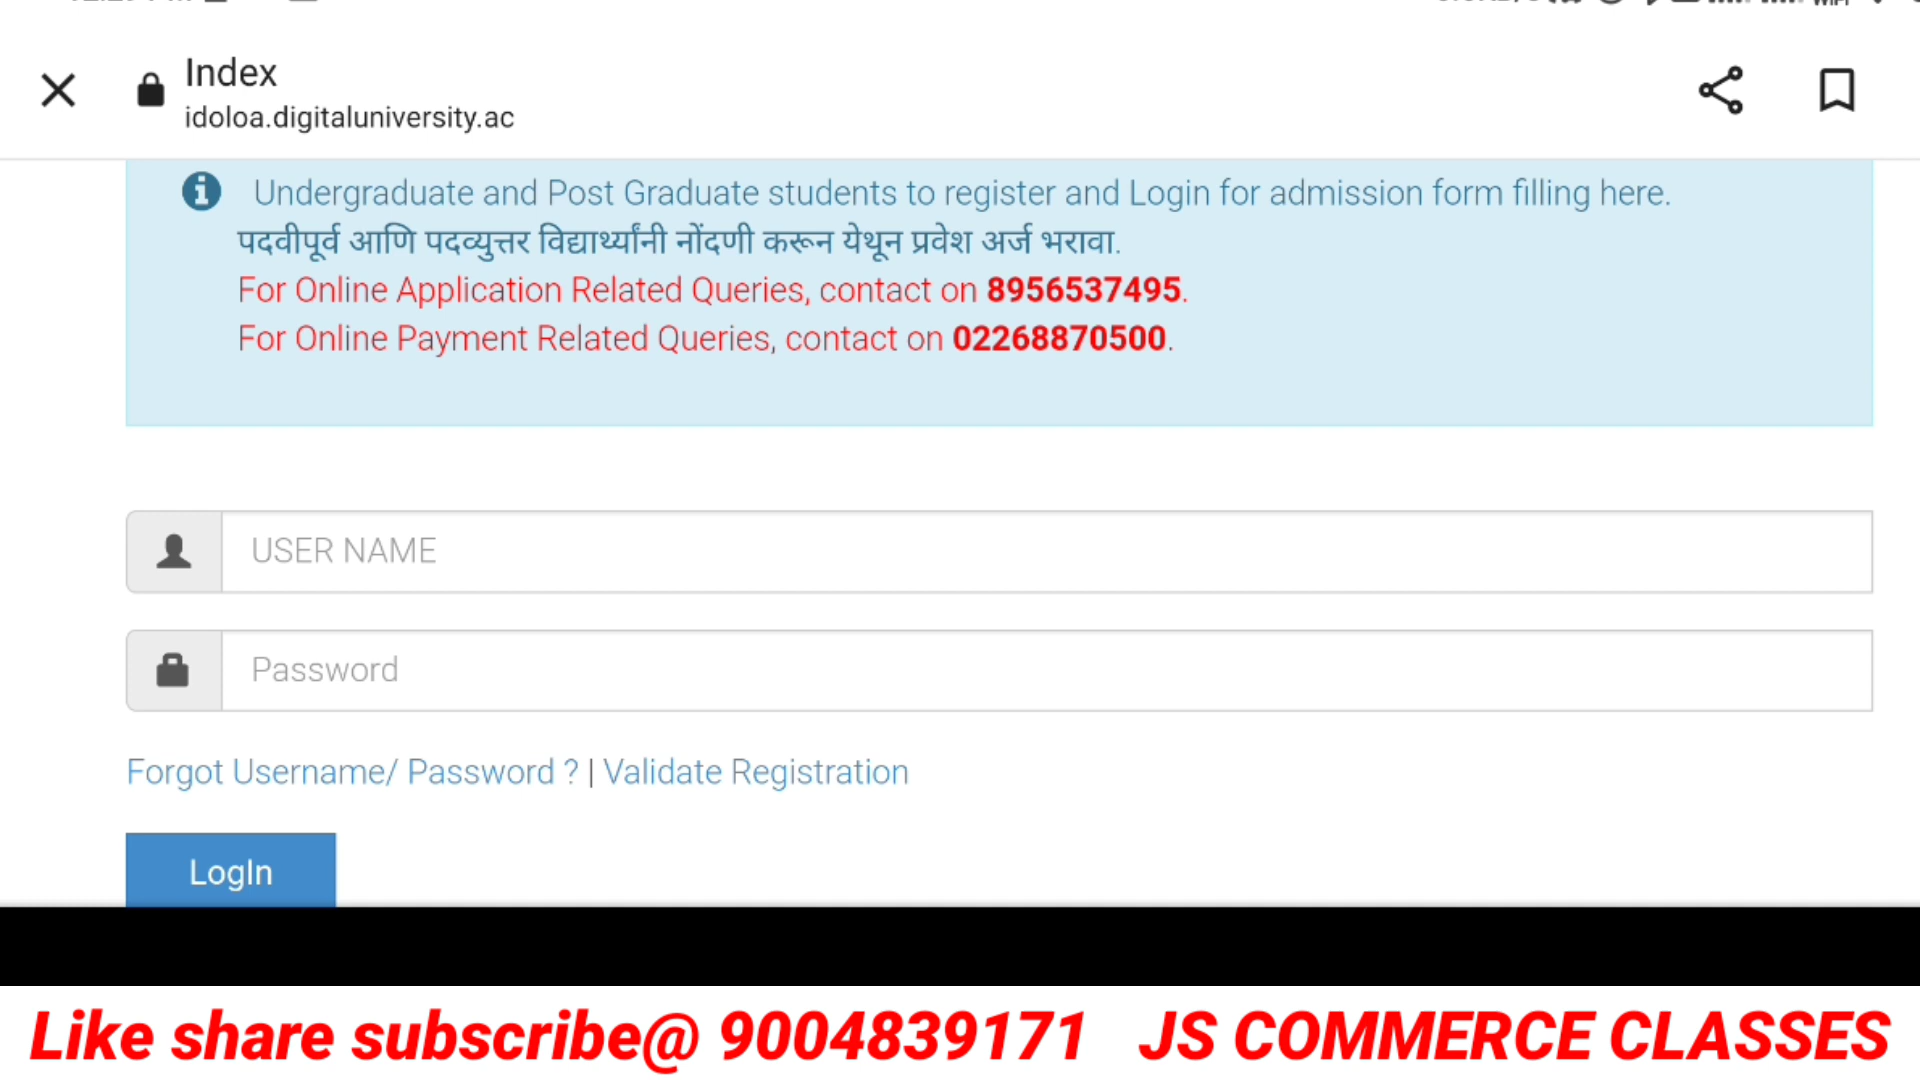 Index
idoloa.digitaluniversity.ac
Undergraduate and Post Graduate students to register and Login for admission form filling here.
पदवीपूर्व आणि पदव्युत्तर विद्यार्थ्यांनी नोंदणी करून येथून प्रवेश अर्ज भरावा.
For Online Application Related Queries, contact on 8956537495.
For Online Payment Related Queries, contact on 02268870500.
USER NAME
Password
Forgot Username/ Password ? | Validate Registration
LogIn
Like share subscribe@ 9004839171 JS COMMERCE CLASSES